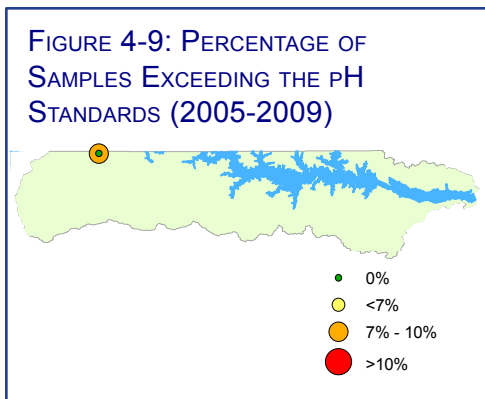 FIGURE 4-9: PERCENTAGE OF
SAMPLES EXCEEDING THE PH
STANDARDS (2005-2009)
0%
<7%
7% - 10%
>10%